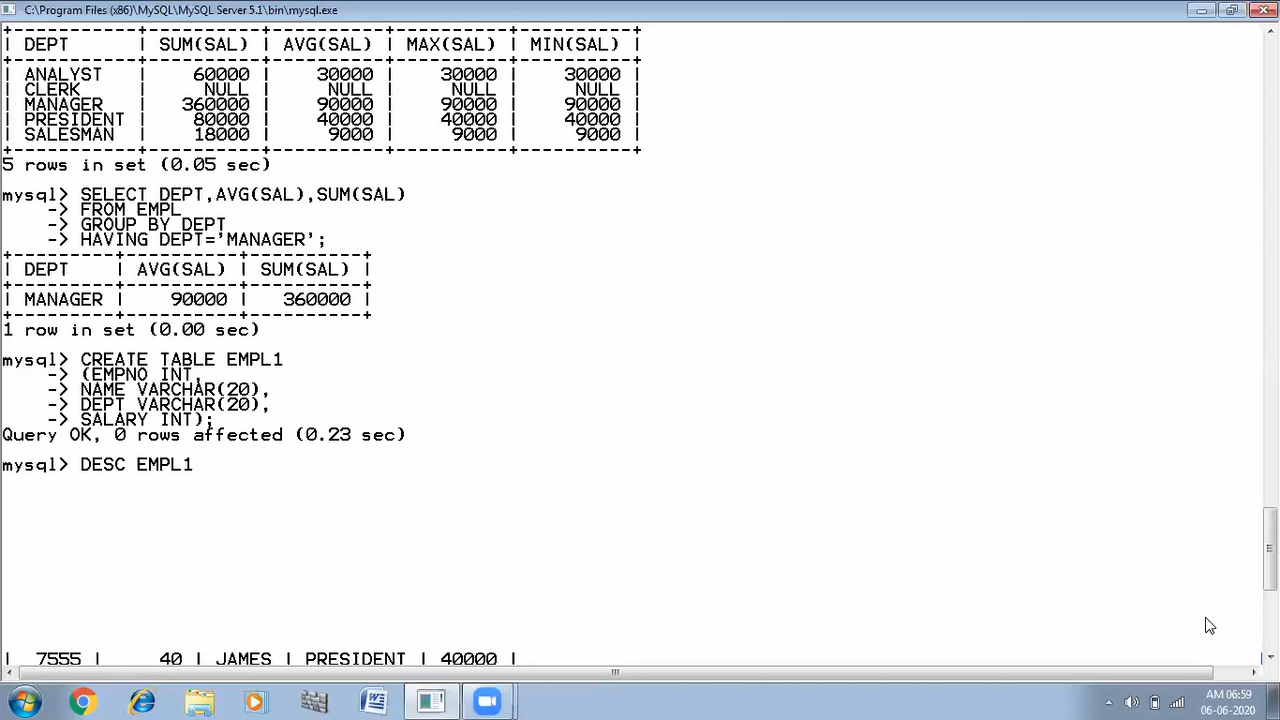 C:\Program Files (x86)\MySQL\MySQL Server 5.1\bin\mysql.exe
+-----------+----------+----------+----------+----------+
| DEPT | SUM(SAL) | AVG(SAL) | MAX(SAL) | MIN(SAL) |
+-----------+----------+----------+----------+----------+
| ANALYST | 60000 | 30000 | 30000 | 30000 |
| CLERK | NULL | NULL | NULL | NULL |
| MANAGER | 360000 | 90000 | 90000 | 90000 |
| PRESIDENT | 80000 | 40000 | 40000 | 40000 |
| SALESMAN | 18000 | 9000 | 9000 | 9000 |
+-----------+----------+----------+----------+----------+
5 rows in set (0.05 sec)
mysql> SELECT DEPT,AVG(SAL),SUM(SAL)
-> FROM EMPL
-> GROUP BY DEPT
-> HAVING DEPT='MANAGER';
+---------+----------+----------+
| DEPT | AVG(SAL) | SUM(SAL) |
+---------+----------+----------+
| MANAGER | 90000 | 360000 |
+---------+----------+----------+
1 row in set (0.00 sec)
mysql> CREATE TABLE EMPL1
-> (EMPNO INT,
-> NAME VARCHAR(20),
-> DEPT VARCHAR(20),
-> SALARY INT);
Query OK, 0 rows affected (0.23 sec)
mysql> DESC EMPL1
| 7555 | 40 | JAMES | PRESIDENT | 40000 |
AM 06:59
06-06-2020